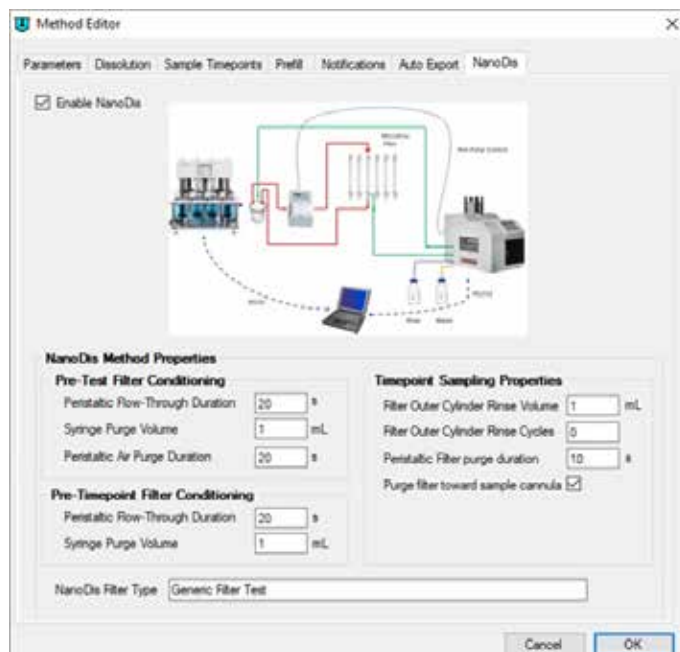 Method Editor
Parameters Dissolution Sample Timepoints Prefill Notifications Auto Export NanoDis
Enable NanoDis
NanoDis Method Properties
Pre-Test Filter Conditioning
Peristaltic Flow-Through Duration 20 s
Syringe Purge Volume 1 mL
Peristaltic Air Purge Duration 20 s
Pre-Timepoint Filter Conditioning
Peristaltic Flow-Through Duration 20 s
Syringe Purge Volume 1 mL
Timepoint Sampling Properties
Filter Outer Cylinder Rinse Volume 1 mL
Filter Outer Cylinder Rinse Cycles
Peristaltic Filter purge duration 10 s
Purge filter toward sample cannula
NanoDis Filter Type Generic Filter Test
Cancel OK